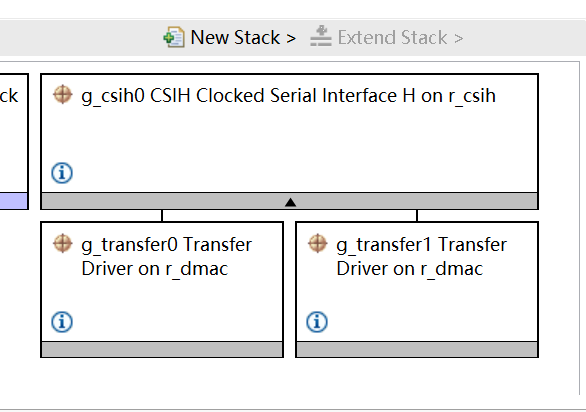 New Stack > Extend Stack >
ck
g_csih0 CSIH Clocked Serial Interface H on r_csih
g_transfer0 Transfer
Driver on r_dmac
g_transfer1 Transfer
Driver on r_dmac